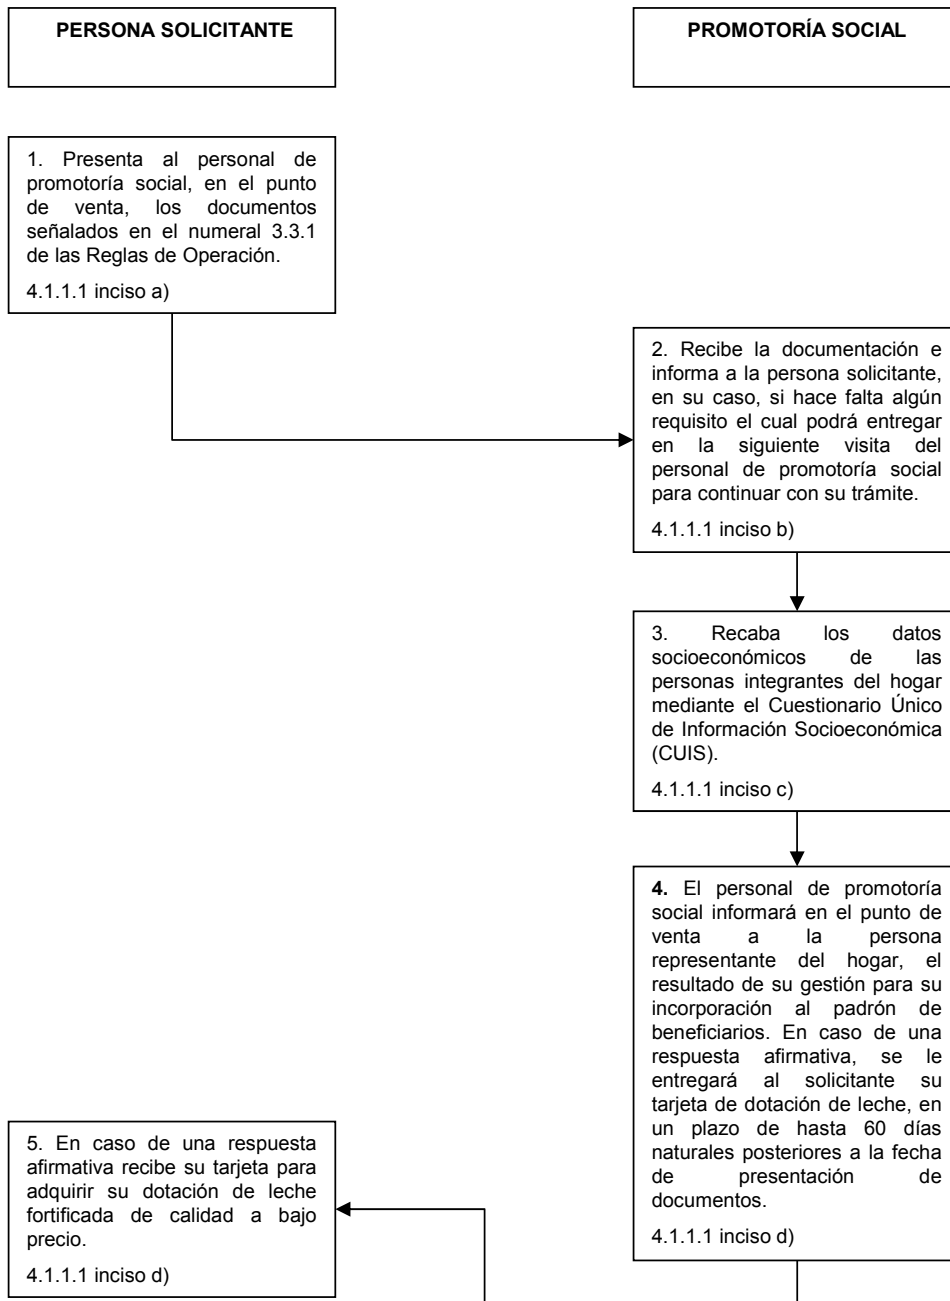 PERSONA SOLICITANTE
PROMOTORÍA SOCIAL
1. Presenta al personal de
promotoría social, en el punto
de venta, los documentos
señalados en el numeral 3.3.1
de las Reglas de Operación.
4.1.1.1 inciso a)
2. Recibe la documentación e
informa a la persona solicitante,
en su caso, si hace falta algún
requisito el cual podrá entregar
en la siguiente visita del
personal de promotoría social
para continuar con su trámite.
4.1.1.1 inciso b)
3. Recaba los datos
socioeconómicos de las
personas integrantes del hogar
mediante el Cuestionario Único
de Información Socioeconómica
(CUIS).
4.1.1.1 inciso c)
4. El personal de promotoría
social informará en el punto de
venta a la persona
representante del hogar, el
resultado de su gestión para su
incorporación al padrón de
beneficiarios. En caso de una
respuesta afirmativa, se le
entregará al solicitante su
tarjeta de dotación de leche, en
un plazo de hasta 60 días
naturales posteriores a la fecha
de presentación de
documentos.
4.1.1.1 inciso d)
5. En caso de una respuesta
afirmativa recibe su tarjeta para
adquirir su dotación de leche
fortificada de calidad a bajo
precio.
4.1.1.1 inciso d)